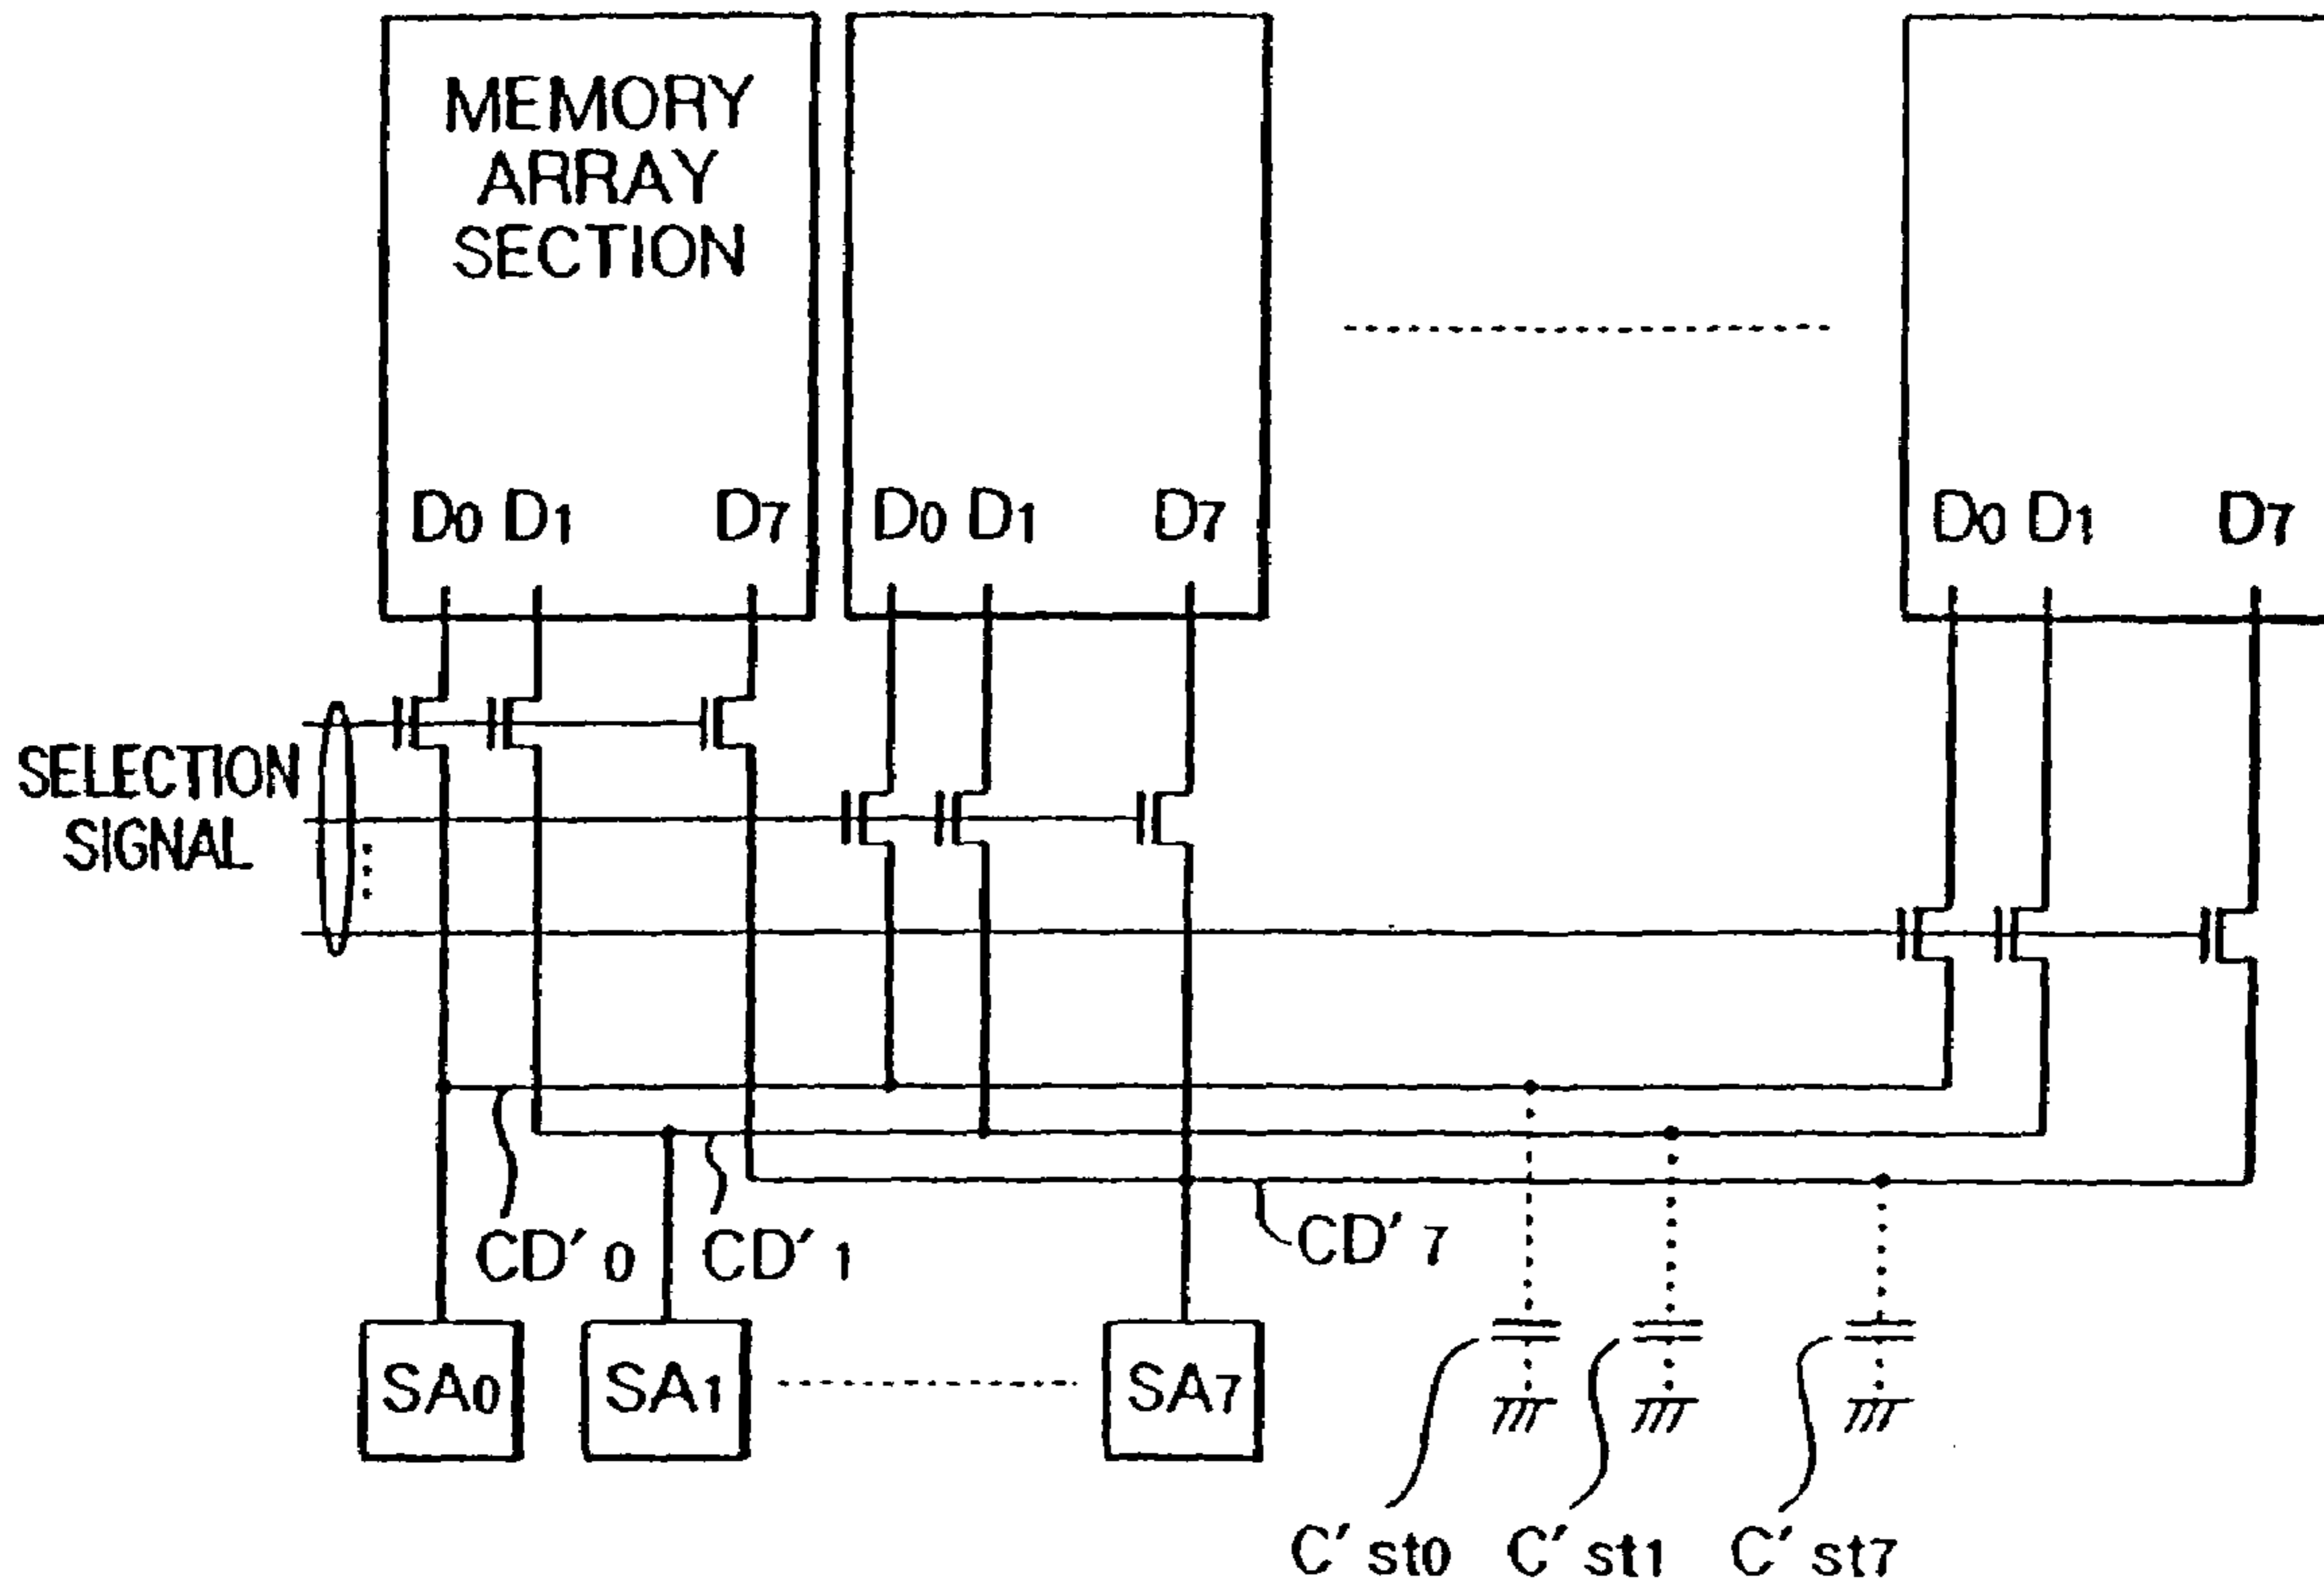 MEMORY
ARRAY
SECTION
D0 D1 D7
D0 D1 D7
D0 D1 D7
SELECTION
SIGNAL
CD'0
CD'1
CD'7
SA0
SA1
SA7
C'st0
C'st1
C'st7